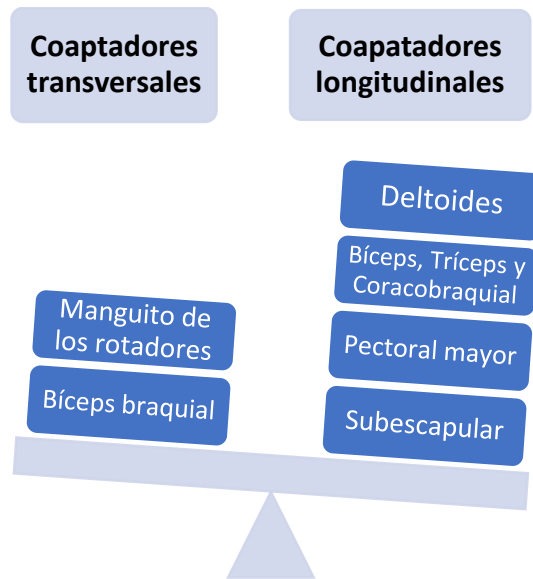 Coaptadores
transversales
Coapatadores
longitudinales
Manguito de
los rotadores
Bíceps braquial
Deltoides
Bíceps, Tríceps y
Coracobraquial
Pectoral mayor
Subescapular